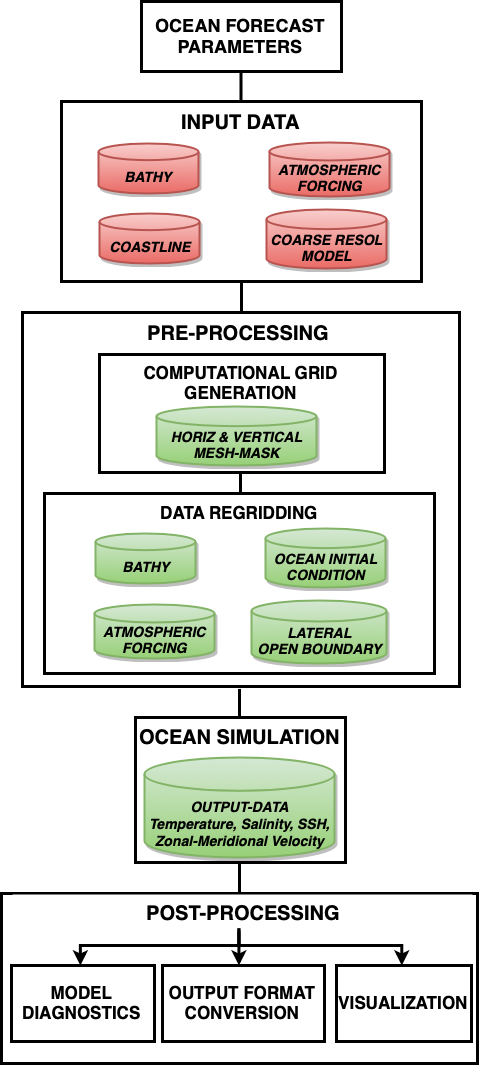 OCEAN FORECAST
PARAMETERS
INPUT DATA
BATHY
ATMOSPHERIC
FORCING
COASTLINE
COARSE RESOL
MODEL
PRE-PROCESSING
COMPUTATIONAL GRID
GENERATION
HORIZ & VERTICAL
MESH-MASK
DATA REGRIDDING
BATHY
OCEAN INITIAL
CONDITION
ATMOSPHERIC
FORCING
LATERAL
OPEN BOUNDARY
OCEAN SIMULATION
OUTPUT-DATA
Temperature, Salinity, SSH,
Zonal-Meridional Velocity
POST-PROCESSING
MODEL
DIAGNOSTICS
OUTPUT FORMAT
CONVERSION
VISUALIZATION